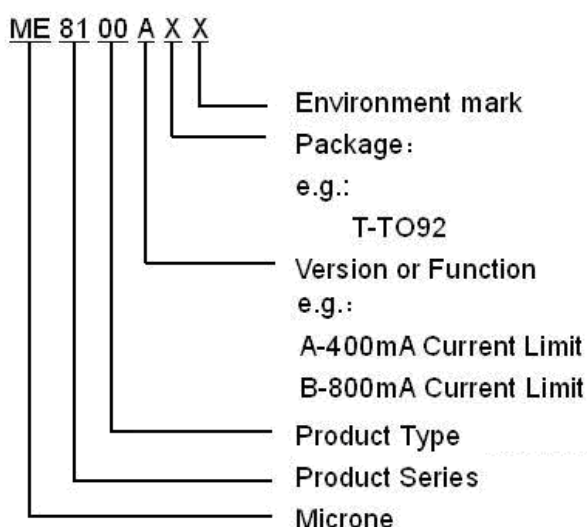 ME 81 00 A X X
Environment mark
Package：
e.g.:
T-TO92
Version or Function
e.g.：
A-400mA Current Limit
B-800mA Current Limit
Product Type
Product Series
Microne